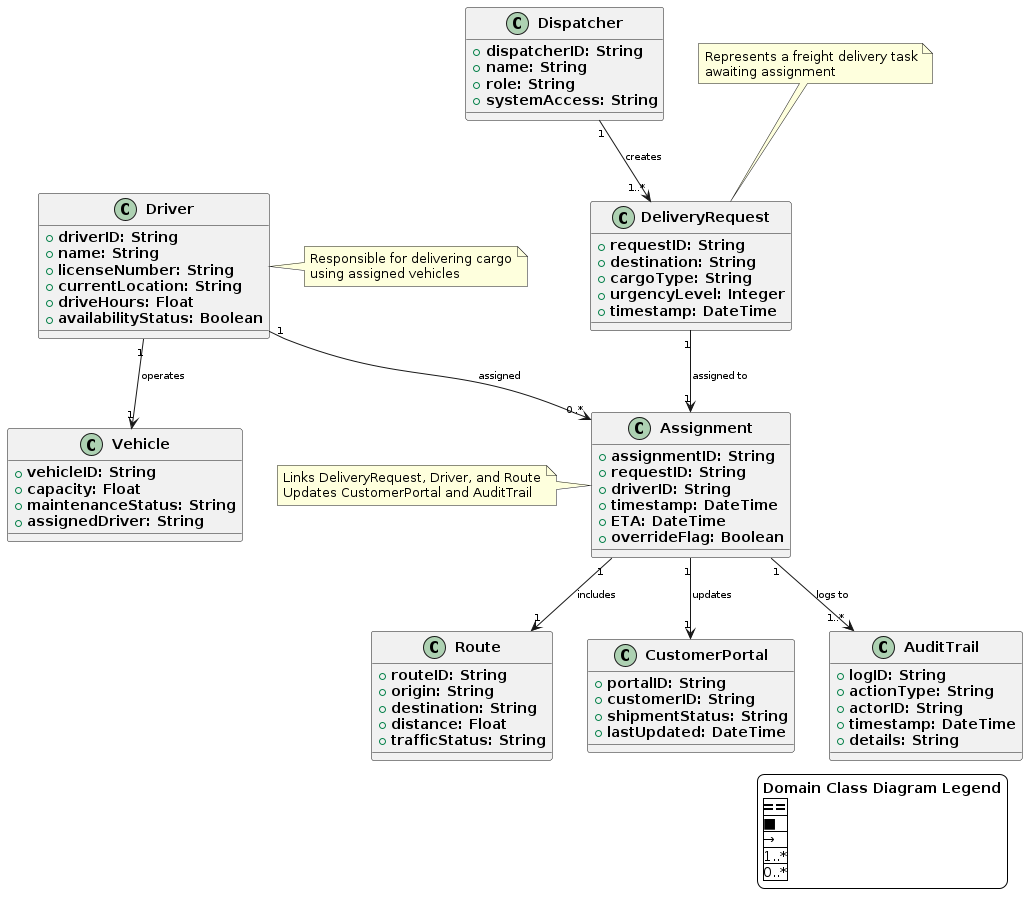 Dispatcher
dispatcherID: String
name: String
role: String
systemAccess: String
Represents a freight delivery task
awaiting assignment
1
creates
1..*
Driver
driverID: String
name: String
licenseNumber: String
currentLocation: String
driveHours: Float
availabilityStatus: Boolean
Responsible for delivering cargo
using assigned vehicles
DeliveryRequest
requestID: String
destination: String
cargoType: String
urgencyLevel: Integer
timestamp: DateTime
1
operates
1
1
assigned
0..*
1
assigned to
1
Vehicle
vehicleID: String
capacity: Float
maintenanceStatus: String
assignedDriver: String
Links DeliveryRequest, Driver, and Route
Updates CustomerPortal and AuditTrail
Assignment
assignmentID: String
requestID: String
driverID: String
timestamp: DateTime
ETA: DateTime
overrideFlag: Boolean
1
includes
1
1
updates
1
1
logs to
1..*
Route
routeID: String
origin: String
destination: String
distance: Float
trafficStatus: String
CustomerPortal
portalID: String
customerID: String
shipmentStatus: String
lastUpdated: DateTime
AuditTrail
logID: String
actionType: String
actorID: String
timestamp: DateTime
details: String
Domain Class Diagram Legend
==
■
→
1..*
0..*